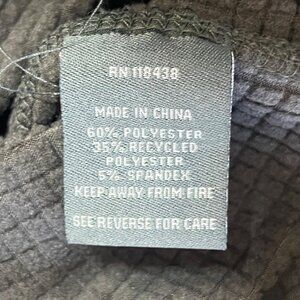 RN 118438
MADE IN CHINA
60% POLYESTER
35% RECYCLED
POLYESTER
5% SPANDEX
KEEP AWAY FROM FIRE
SEE REVERSE FOR CARE